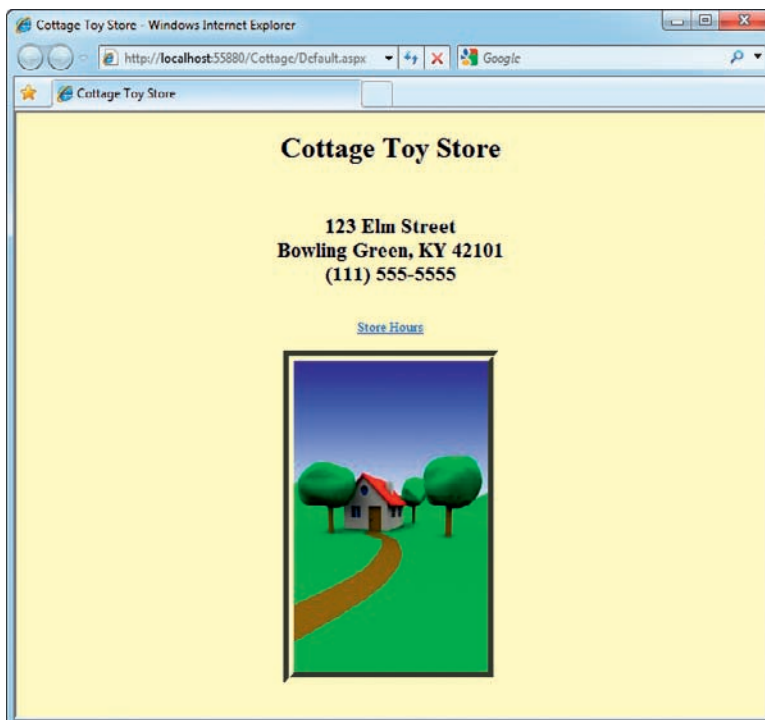 Cottage Toy Store - Windows Internet Explorer
http://localhost:55880/Cottage/Default.aspx
Google
Cottage Toy Store
Cottage Toy Store
123 Elm Street
Bowling Green, KY 42101
(111) 555-5555
Store Hours